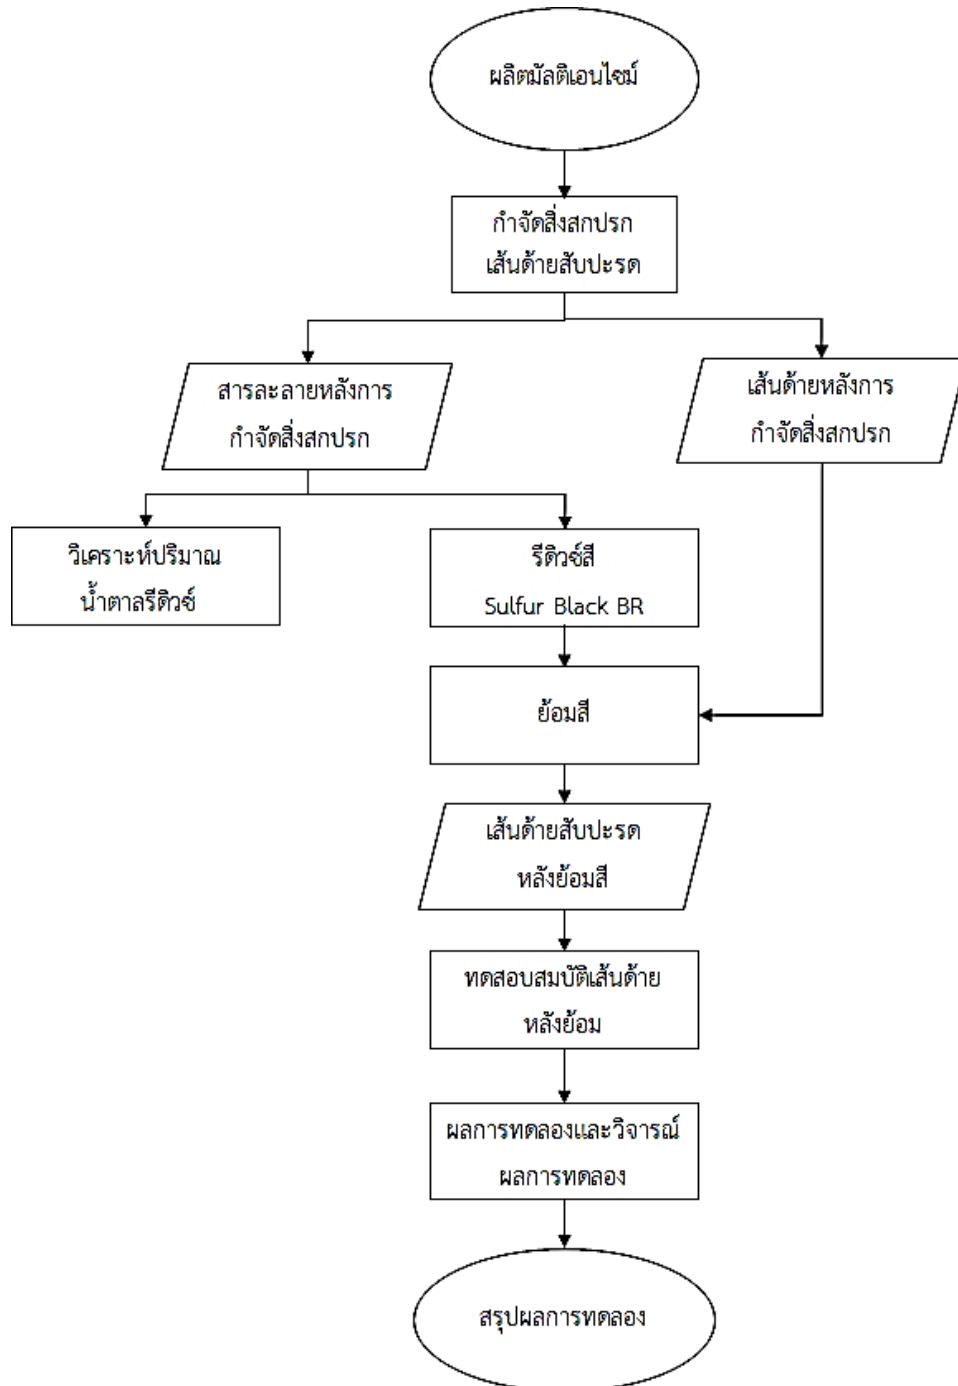 ผลิตมัลติเอนไซม์
กำจัดสิ่งสกปรก
เส้นด้ายสับปะรด
สารละลายหลังการ
กำจัดสิ่งสกปรก
เส้นด้ายหลังการ
กำจัดสิ่งสกปรก
วิเคราะห์ปริมาณ
น้ำตาลรีดิวซ์
รีดิวซ์สี
Sulfur Black BR
ย้อมสี
เส้นด้ายสับปะรด
หลังย้อมสี
ทดสอบสมบัติเส้นด้าย
หลังย้อม
ผลการทดลองและวิจารณ์
ผลการทดลอง
สรุปผลการทดลอง